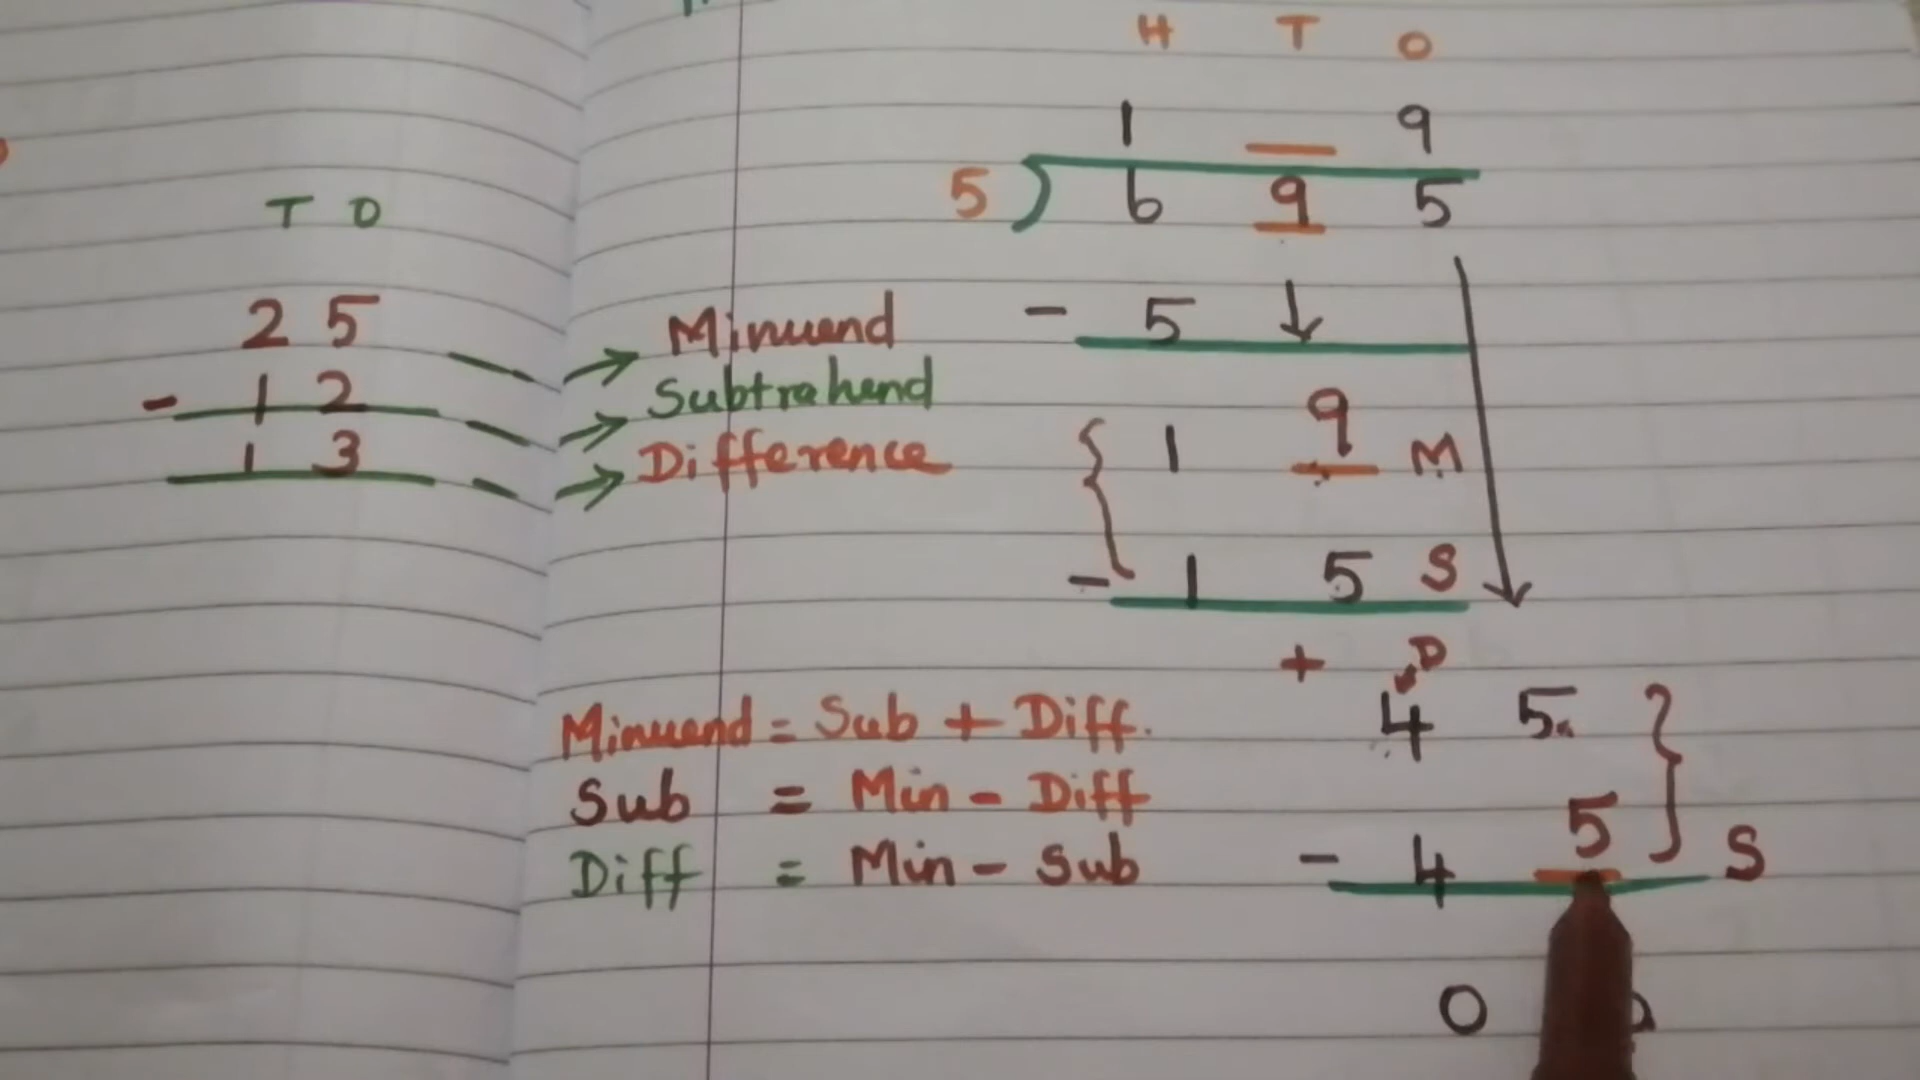 T O
2 5
- 1 2
1 3
Minuend
Subtrahend
Difference
Minuend = Sub + Diff.
Sub = Min - Diff
Diff = Min - Sub
H T O
1 _ 9
5 ) 6 9 5
- 5 ↓
{ 1 9 M
- 1 5 S
+ D
4 5 }
- 4 5 S
0